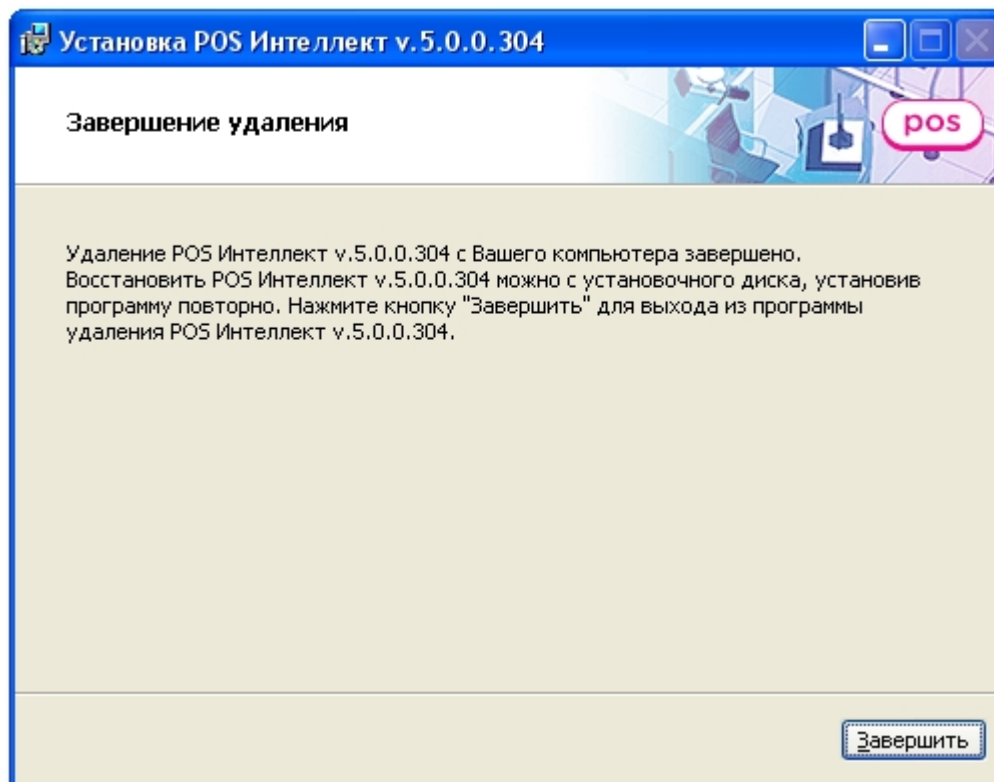 Установка POS Интеллект v.5.0.0.304
Завершение удаления
pos
Удаление POS Интеллект v.5.0.0.304 с Вашего компьютера завершено.
Восстановить POS Интеллект v.5.0.0.304 можно с установочного диска, установив
программу повторно. Нажмите кнопку "Завершить" для выхода из программы
удаления POS Интеллект v.5.0.0.304.
Завершить